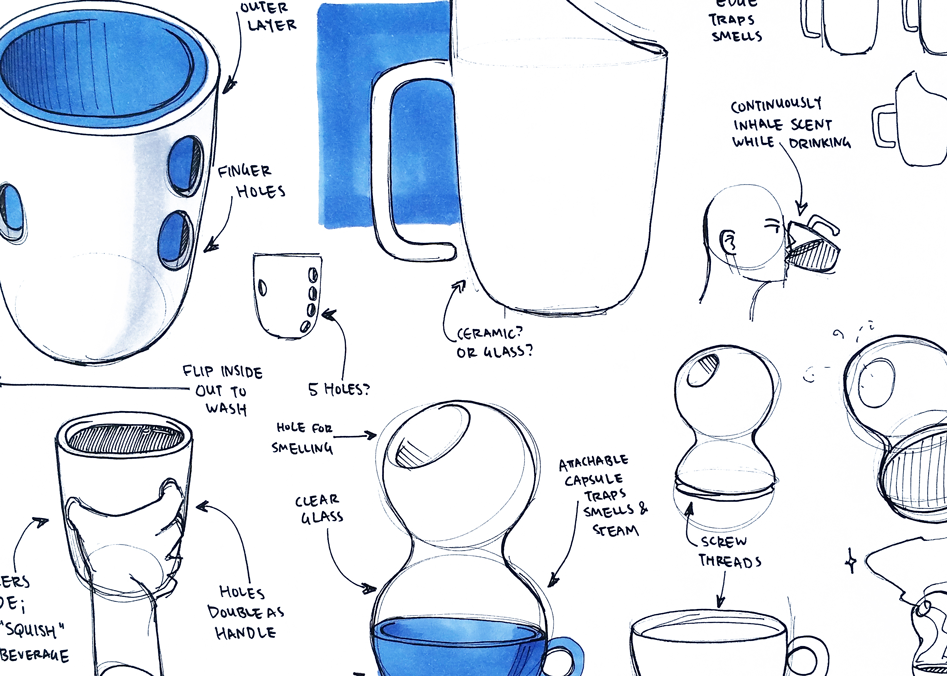 OUTER
LAYER
EDGE
TRAPS
SMELLS
CONTINUOUSLY
INHALE SCENT
WHILE DRINKING
FINGER
HOLES
CERAMIC?
OR GLASS?
FLIP INSIDE
OUT TO
WASH
5 HOLES?
HOLE FOR
SMELLING
CLEAR
GLASS
ATTACHABLE
CAPSULE
TRAPS
SMELLS &
STEAM
SCREW
THREADS
HOLES
DOUBLE AS
HANDLE
"SQUISH"
BEVERAGE